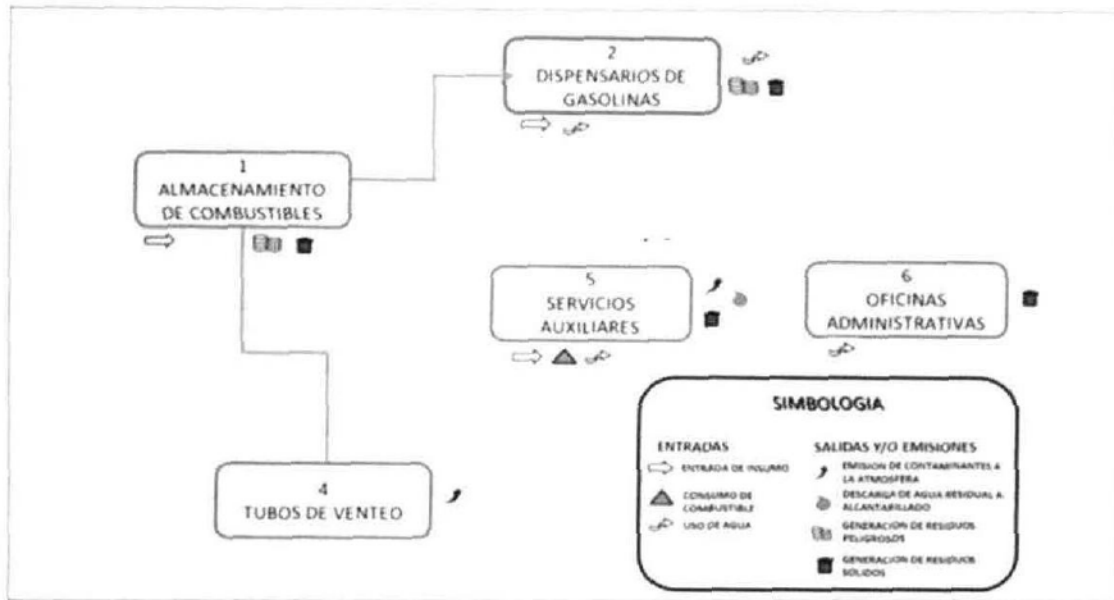 2
DISPENSARIOS DE
GASOLINAS
1
ALMACENAMIENTO
DE COMBUSTIBLES
5
SERVICIOS
AUXILIARES
6
OFICINAS
ADMINISTRATIVAS
4
TUBOS DE VENTEO
SIMBOLOGIA
ENTRADAS
ENTRADA DE INSUMO
CONSUMO DE
COMBUSTIBLE
USO DE AGUA
SALIDAS Y/O EMISIONES
EMISION DE CONTAMINANTES A
LA ATMOSFERA
DESCARGA DE AGUA RESIDUAL A
ALCANTARILLADO
GENERACION DE RESIDUOS
PELIGROSOS
GENERACION DE RESIDUOS
SOLIDOS